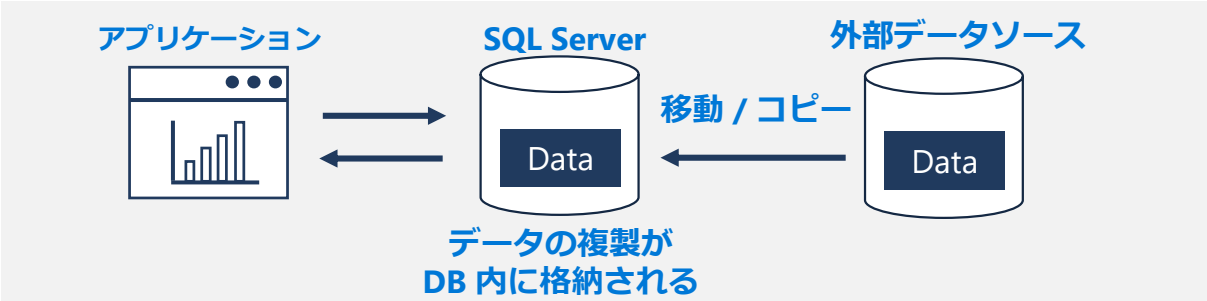 アプリケーション
SQL Server
外部データソース
移動 / コピー
Data
Data
データの複製が
DB 内に格納される